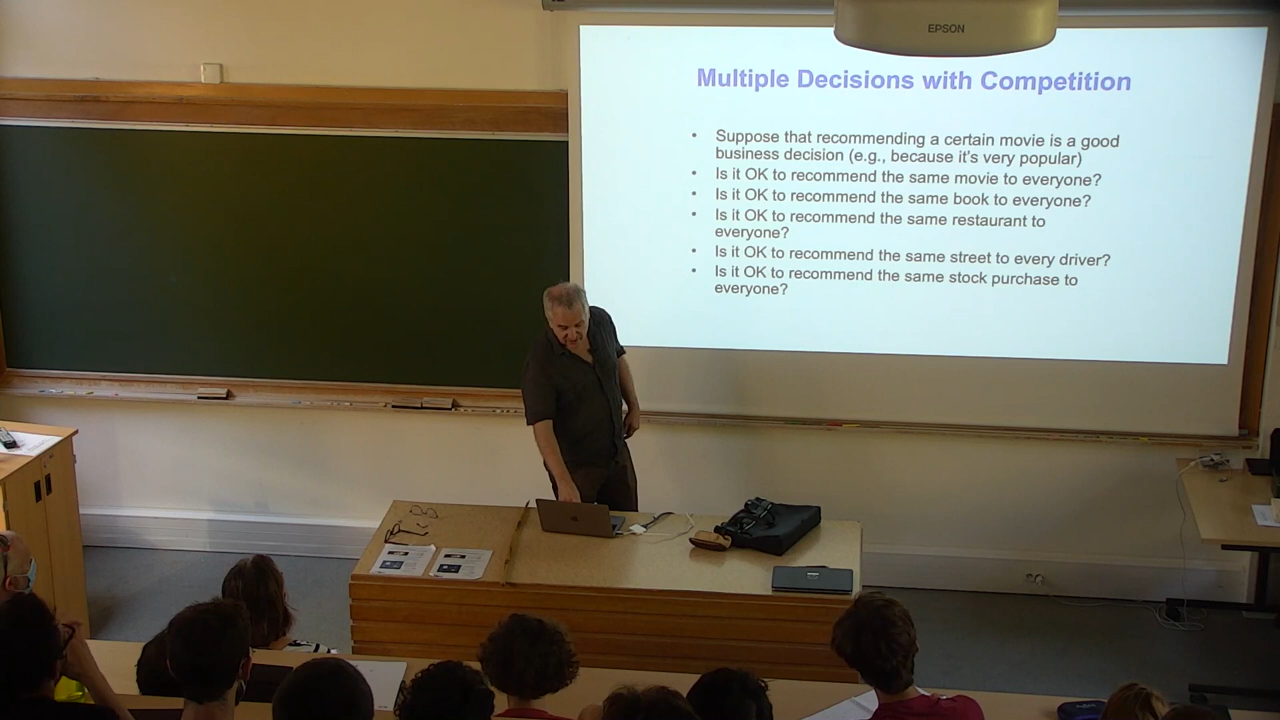 EPSON
Multiple Decisions with Competition
• Suppose that recommending a certain movie is a good
business decision (e.g., because it's very popular)
• Is it OK to recommend the same movie to everyone?
• Is it OK to recommend the same book to everyone?
• Is it OK to recommend the same restaurant to
everyone?
• Is it OK to recommend the same street to every driver?
• Is it OK to recommend the same stock purchase to
everyone?